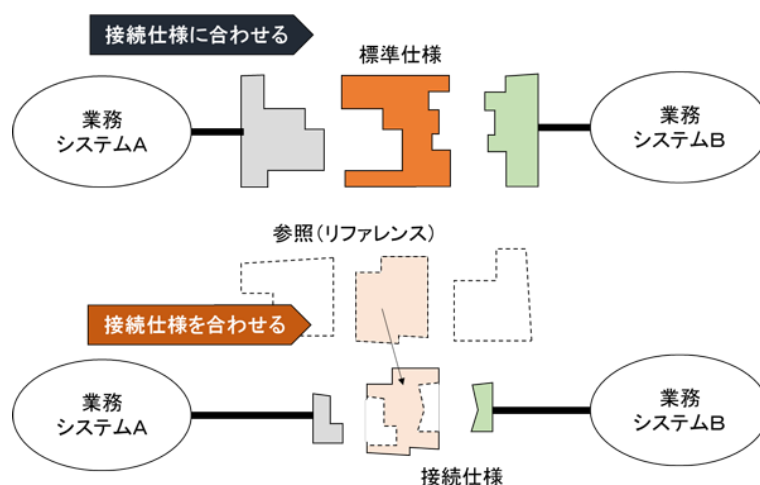 接続仕様に合わせる
標準仕様
業務
システムA
業務
システムB
参照(リファレンス)
接続仕様を合わせる
業務
システムA
業務
システムB
接続仕様